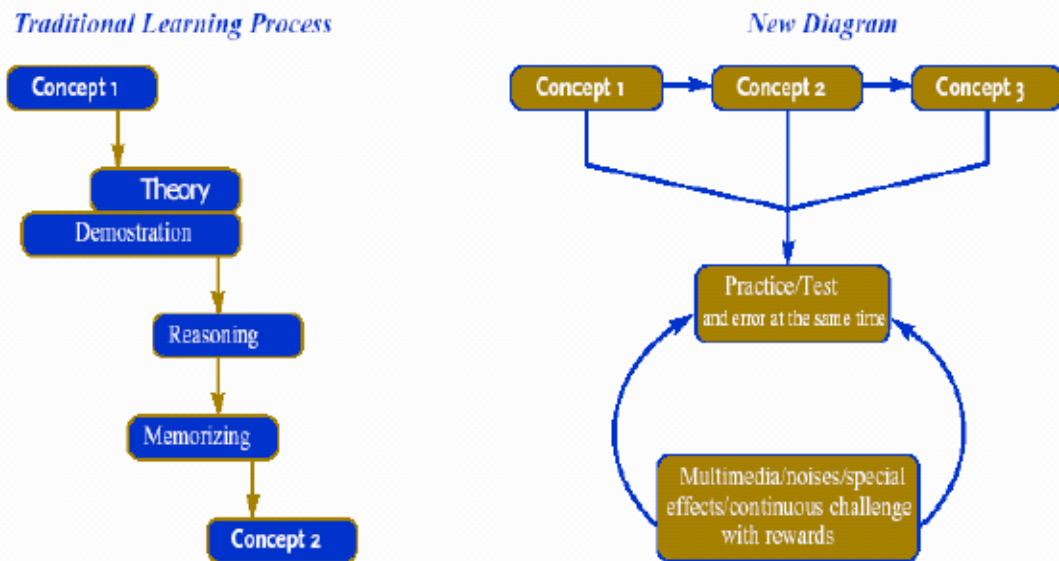 Traditional Learning Process
Concept 1
Theory
Demostration
Reasoning
Memorizing
Concept 2
New Diagram
Concept 1
Concept 2
Concept 3
Practice/Test
and error at the same time
Multimedia/noises/special
effects/continuous challenge
with rewards